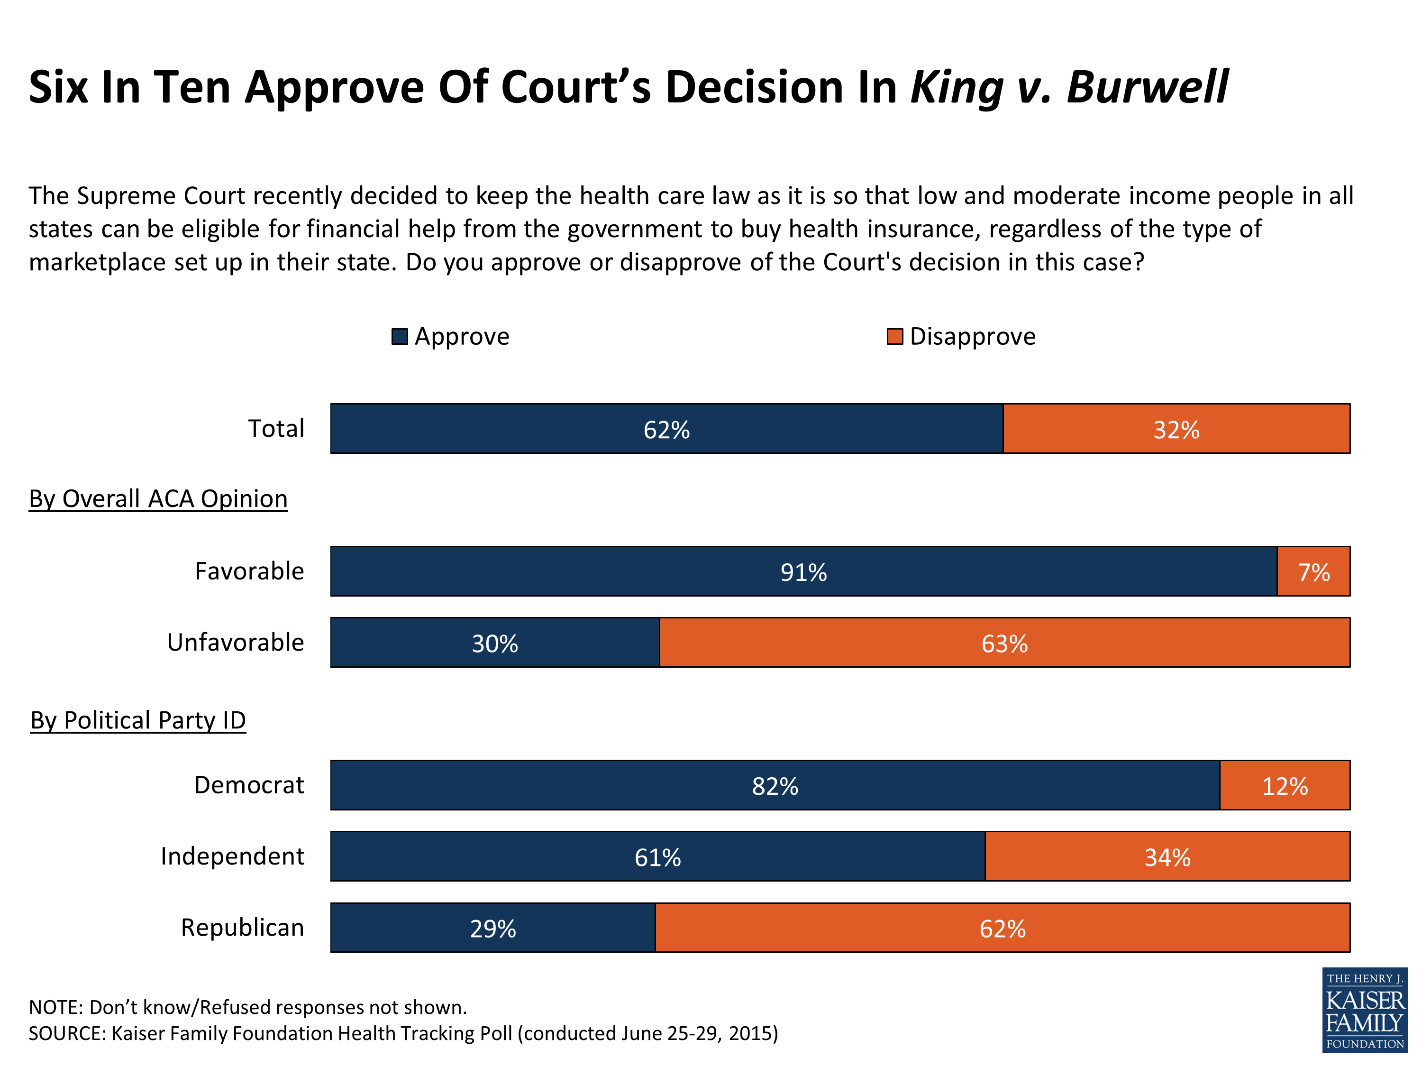 Six In Ten Approve Of Court’s Decision In King v. Burwell
The Supreme Court recently decided to keep the health care law as it is so that low and moderate income people in all
states can be eligible for financial help from the government to buy health insurance, regardless of the type of
marketplace set up in their state. Do you approve or disapprove of the Court's decision in this case?
Approve Disapprove
Total 62% 32%
By Overall ACA Opinion
Favorable 91% 7%
Unfavorable 30% 63%
By Political Party ID
Democrat 82% 12%
Independent 61% 34%
Republican 29% 62%
NOTE: Don’t know/Refused responses not shown.
SOURCE: Kaiser Family Foundation Health Tracking Poll (conducted June 25-29, 2015)
THE HENRY J.
KAISER
FAMILY
FOUNDATION